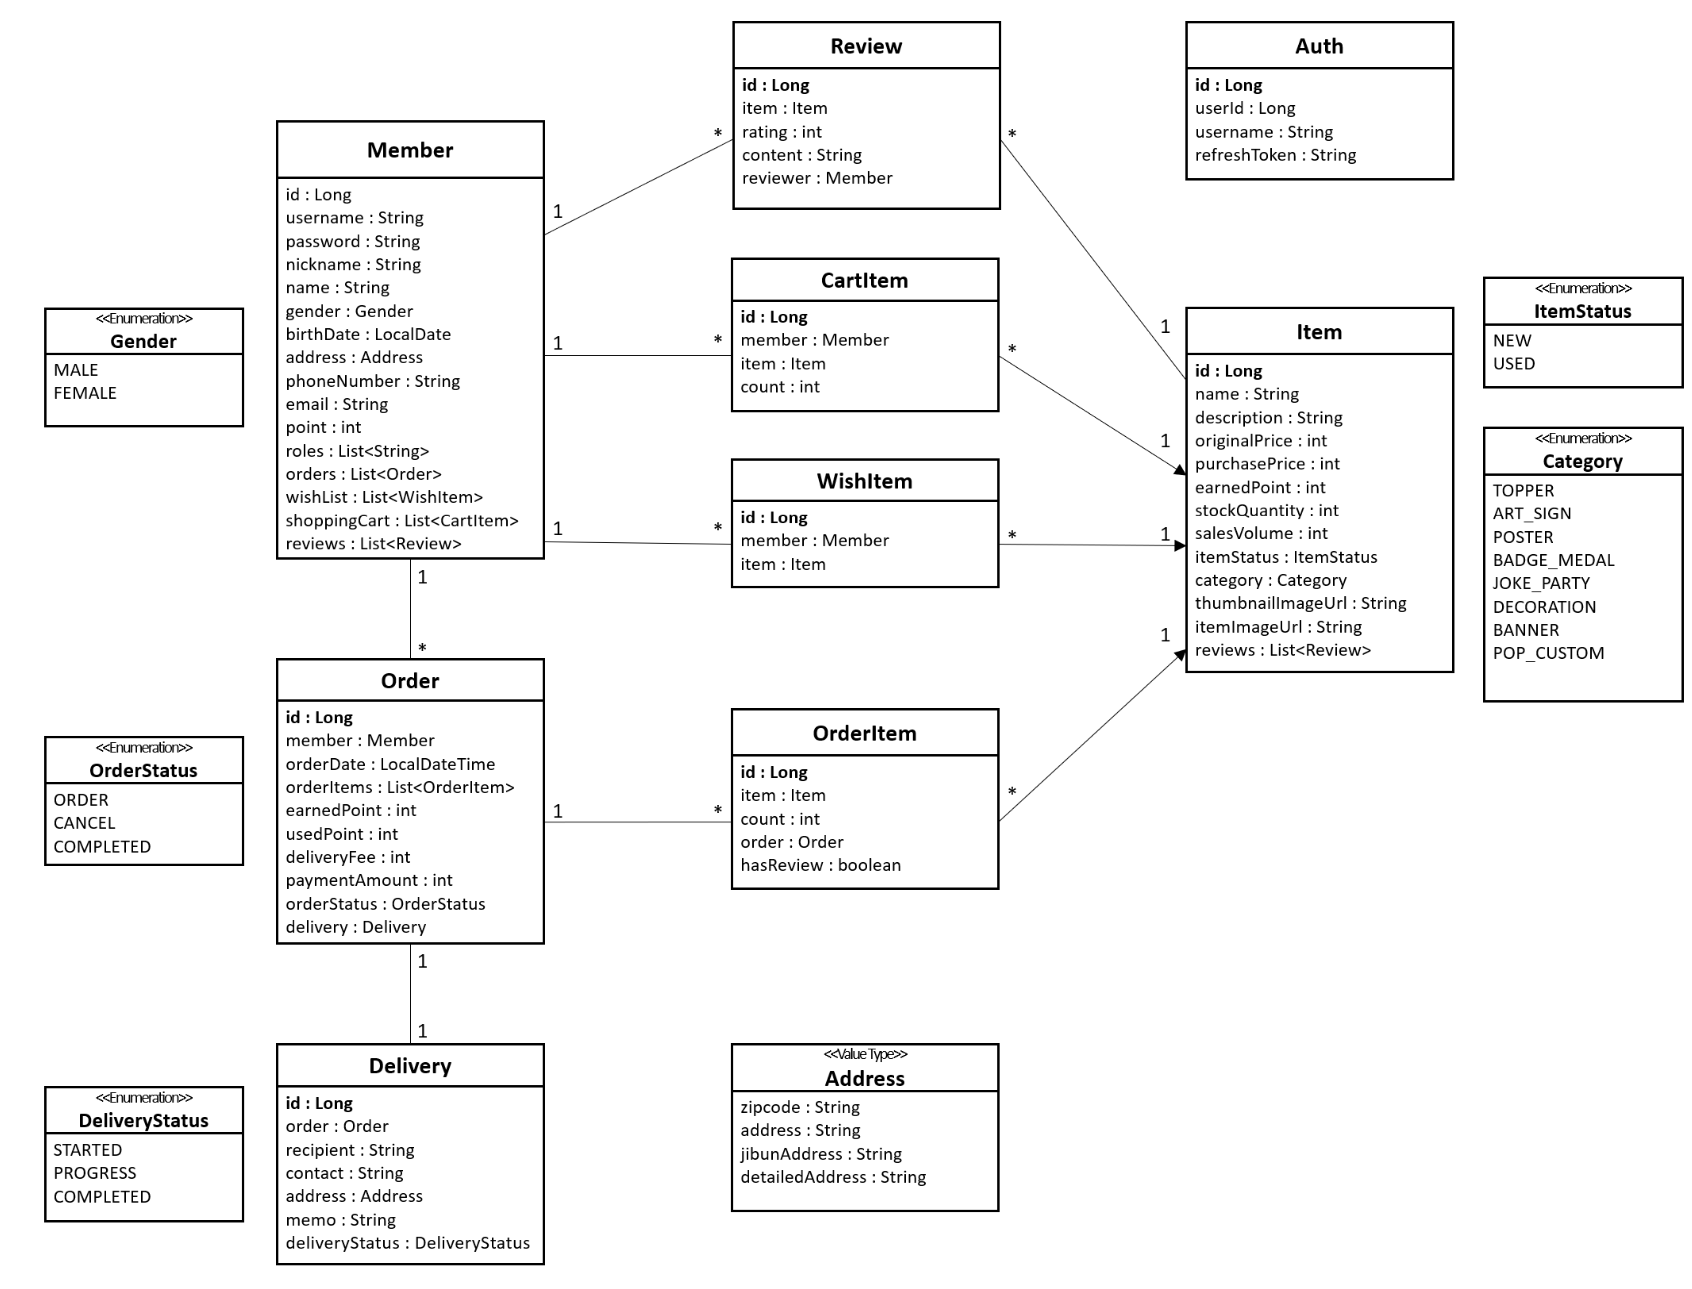 Review
id : Long
item : Item
rating : int
content : String
reviewer : Member
Auth
id : Long
userId : Long
username : String
refreshToken : String
Member
id : Long
username : String
password : String
nickname : String
name : String
gender : Gender
birthDate : LocalDate
address : Address
phoneNumber : String
email : String
point : int
roles : List<String>
orders : List<Order>
wishList : List<WishItem>
shoppingCart : List<CartItem>
reviews : List<Review>
1
*
*
1
CartItem
id : Long
member : Member
item : Item
count : int
1
*
*
1
<<Enumeration>>
Gender
MALE
FEMALE
Item
id : Long
name : String
description : String
originalPrice : int
purchasePrice : int
earnedPoint : int
stockQuantity : int
salesVolume : int
itemStatus : ItemStatus
category : Category
thumbnailImageUrl : String
itemImageUrl : String
reviews : List<Review>
<<Enumeration>>
ItemStatus
NEW
USED
<<Enumeration>>
Category
TOPPER
ART_SIGN
POSTER
BADGE_MEDAL
JOKE_PARTY
DECORATION
BANNER
POP_CUSTOM
WishItem
id : Long
member : Member
item : Item
1
*
*
1
1
*
Order
id : Long
member : Member
orderDate : LocalDateTime
orderItems : List<OrderItem>
earnedPoint : int
usedPoint : int
deliveryFee : int
paymentAmount : int
orderStatus : OrderStatus
delivery : Delivery
<<Enumeration>>
OrderStatus
ORDER
CANCEL
COMPLETED
OrderItem
id : Long
item : Item
count : int
order : Order
hasReview : boolean
1
*
*
1
1
1
Delivery
id : Long
order : Order
recipient : String
contact : String
address : Address
memo : String
deliveryStatus : DeliveryStatus
<<Enumeration>>
DeliveryStatus
STARTED
PROGRESS
COMPLETED
<<Value Type>>
Address
zipcode : String
address : String
jibunAddress : String
detailedAddress : String